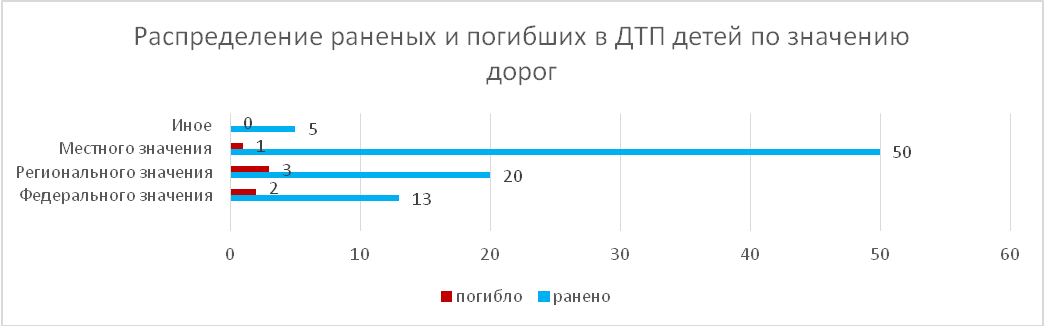 Распределение раненых и погибших в ДТП детей по значению
дорог
Иное 0 5
Местного значения 1 50
Регионального значения 3 20
Федерального значения 2 13
0 10 20 30 40 50 60
погибло ранено